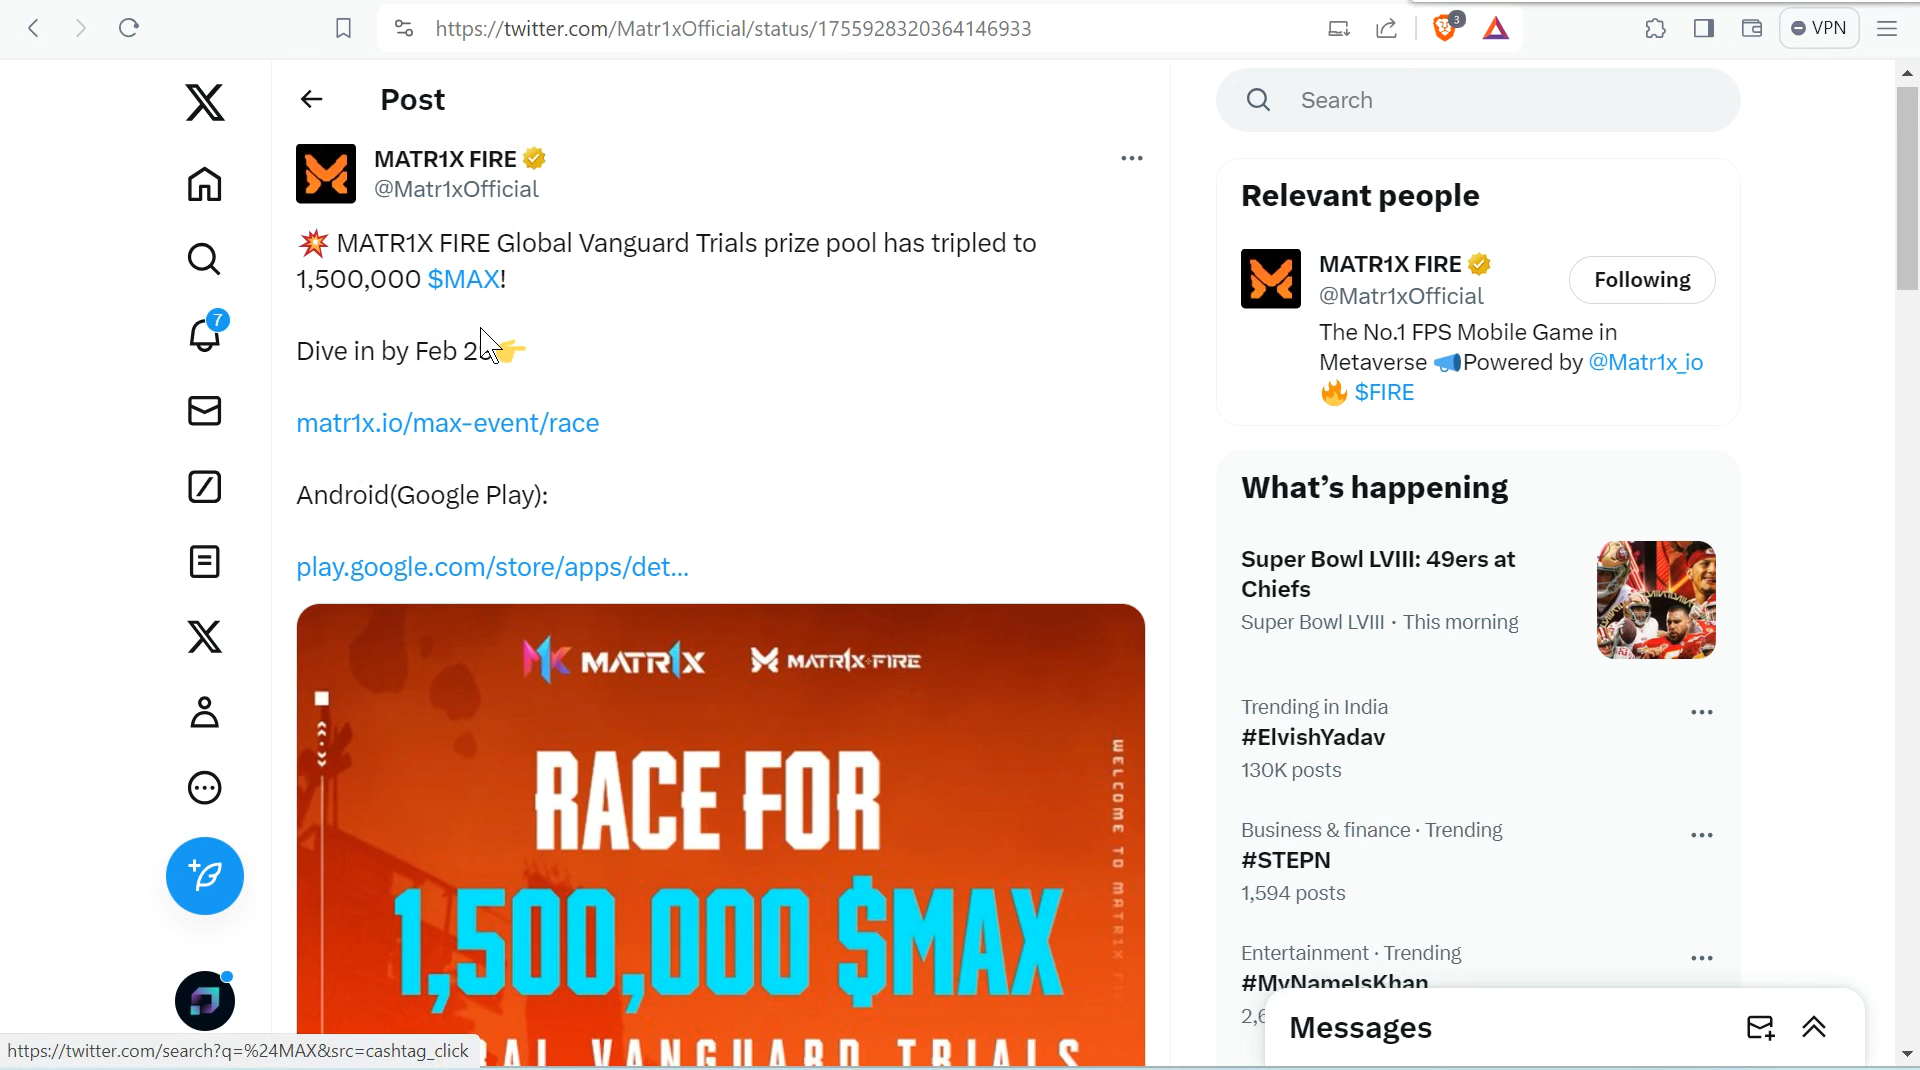 https://twitter.com/Matr1xOfficial/status/1755928320364146933
3
VPN
Post
MATR1X FIRE
@Matr1xOfficial
💥 MATR1X FIRE Global Vanguard Trials prize pool has tripled to
1,500,000 $MAX!
Dive in by Feb 👉
matr1x.io/max-event/race
Android(Google Play):
play.google.com/store/apps/det...
MATR1X MATR1X FIRE
RACE FOR
1,500,000 $MAX
VANGUARD TRIALS
WELCOME TO MATR1X
7
Search
Relevant people
MATR1X FIRE
@Matr1xOfficial
Following
The No.1 FPS Mobile Game in
Metaverse 📣Powered by @Matr1x_io
🔥 $FIRE
What's happening
Super Bowl LVIII: 49ers at
Chiefs
Super Bowl LVIII · This morning
Trending in India
#ElvishYadav
130K posts
Business & finance · Trending
#STEPN
1,594 posts
Entertainment · Trending
#MyNameIsKhan
Messages
https://twitter.com/search?q=%24MAX&src=cashtag_click